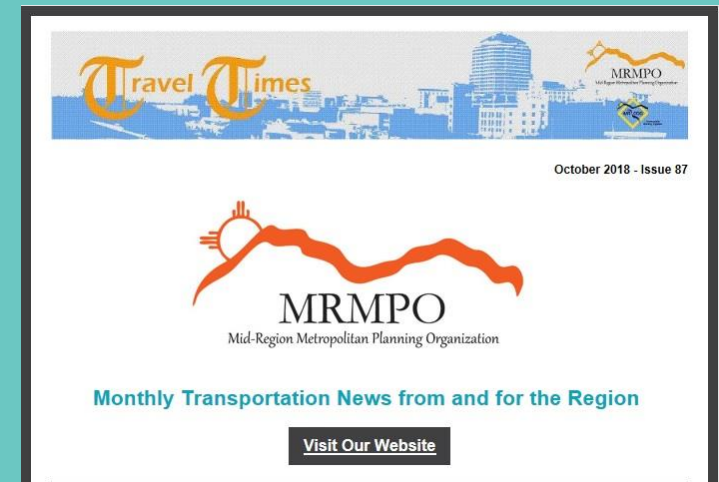 Travel Times
MRMPO
Mid-Region Metropolitan Planning Organization
October 2018 - Issue 87
MRMPO
Mid-Region Metropolitan Planning Organization
Monthly Transportation News from and for the Region
Visit Our Website